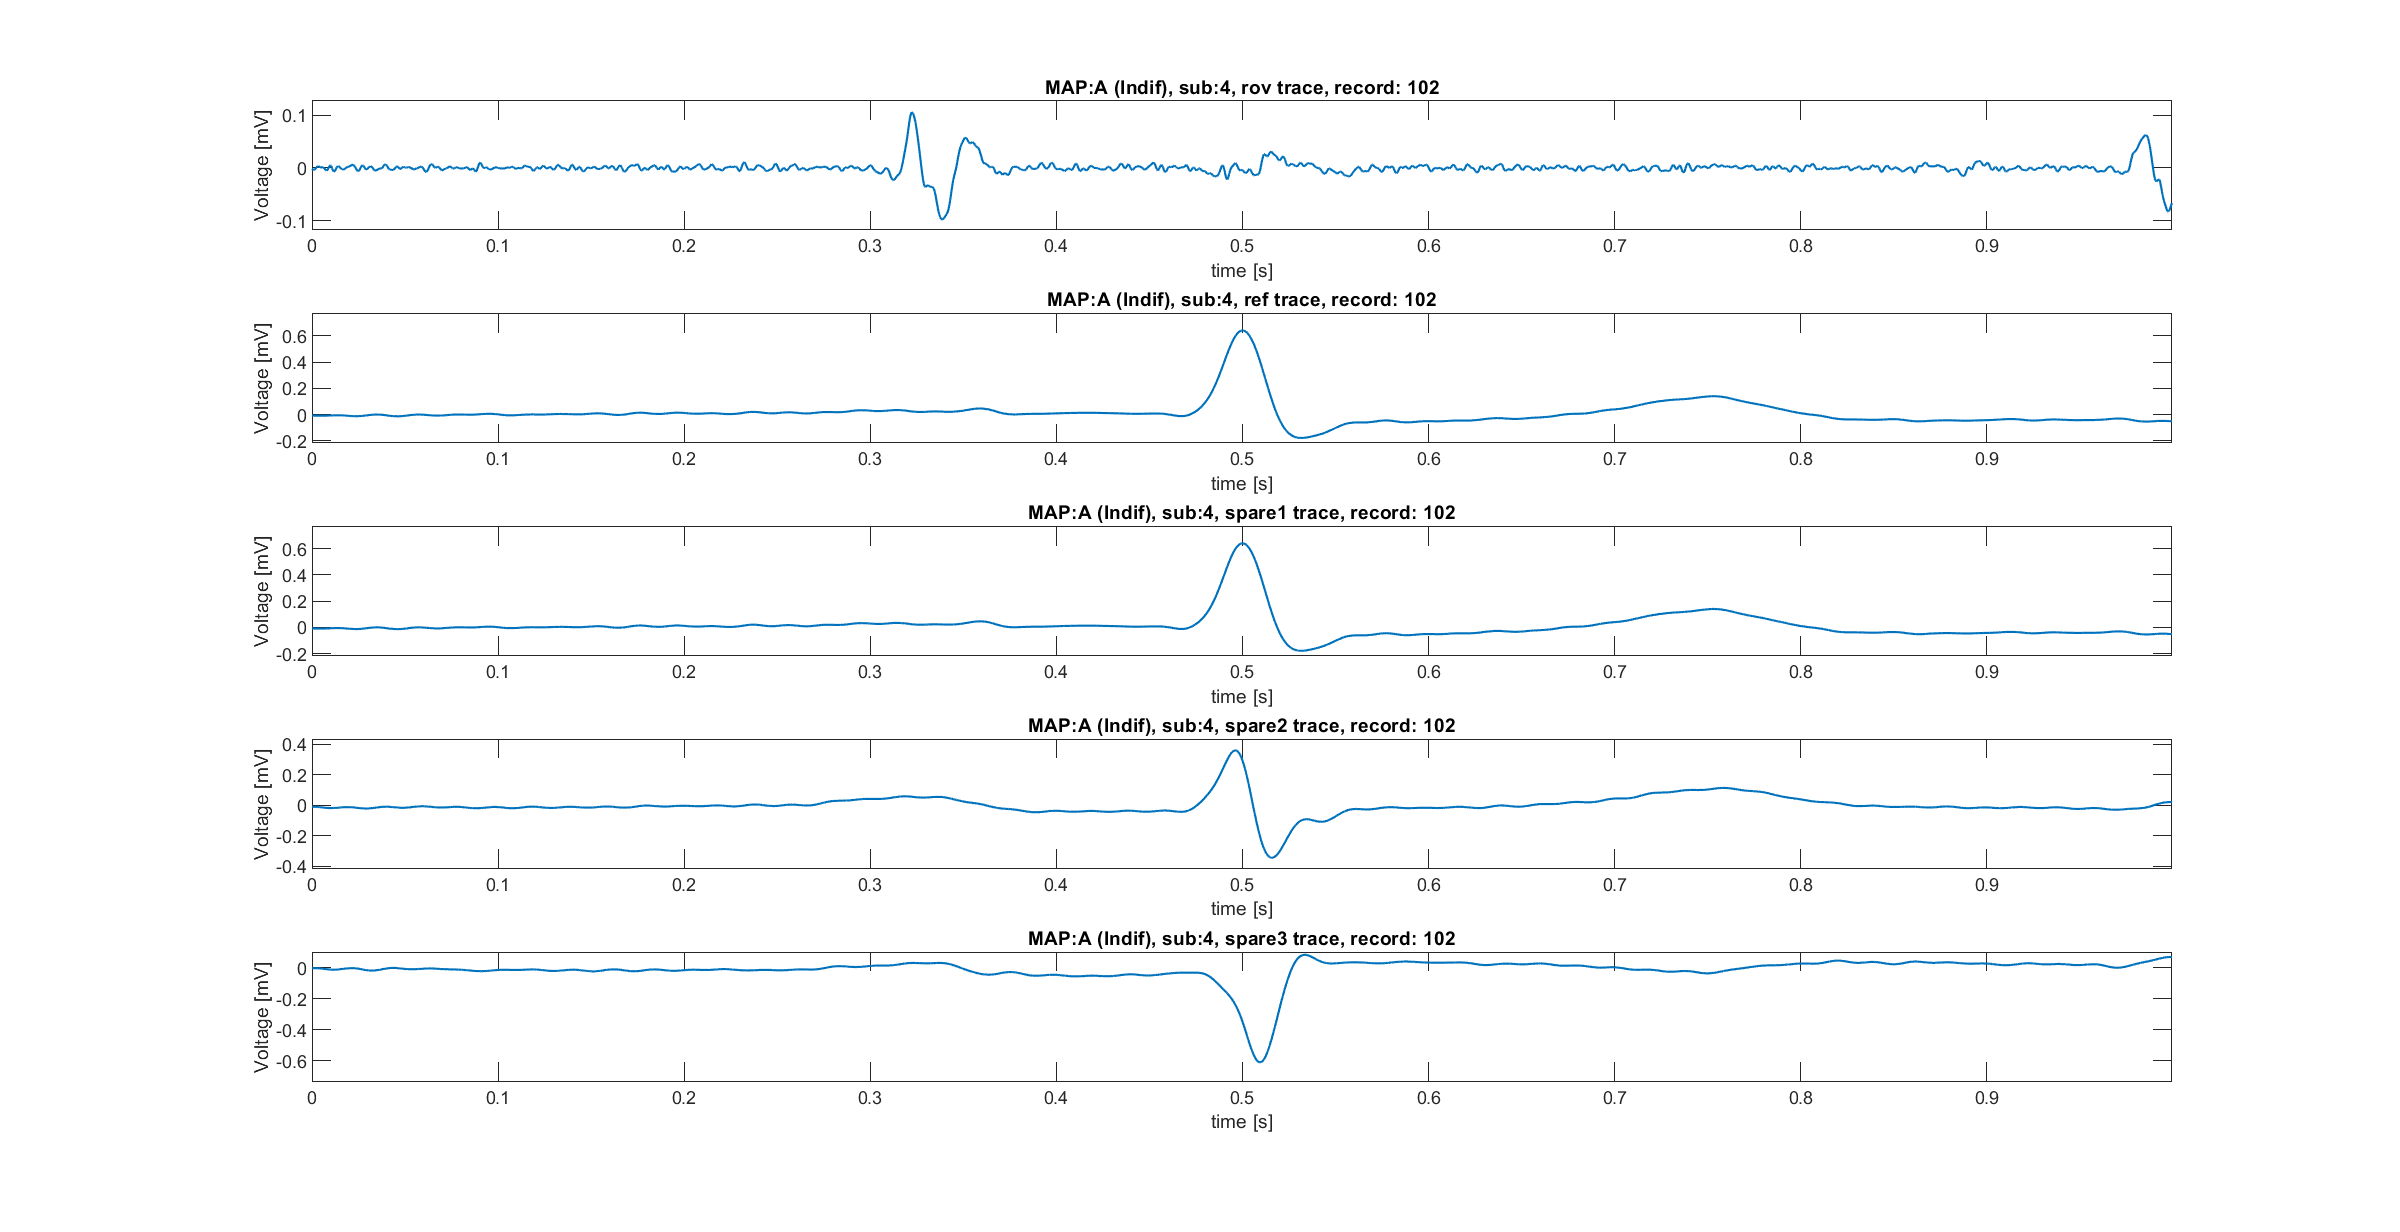 MAP:A (Indif), sub:4, rov trace, record: 102
Voltage [mV]
0.1
0
-0.1
0 0.1 0.2 0.3 0.4 0.5 0.6 0.7 0.8 0.9
time [s]
MAP:A (Indif), sub:4, ref trace, record: 102
Voltage [mV]
0.6
0.4
0.2
0
-0.2
0 0.1 0.2 0.3 0.4 0.5 0.6 0.7 0.8 0.9
time [s]
MAP:A (Indif), sub:4, spare1 trace, record: 102
Voltage [mV]
0.6
0.4
0.2
0
-0.2
0 0.1 0.2 0.3 0.4 0.5 0.6 0.7 0.8 0.9
time [s]
MAP:A (Indif), sub:4, spare2 trace, record: 102
Voltage [mV]
0.4
0.2
0
-0.2
-0.4
0 0.1 0.2 0.3 0.4 0.5 0.6 0.7 0.8 0.9
time [s]
MAP:A (Indif), sub:4, spare3 trace, record: 102
Voltage [mV]
0
-0.2
-0.4
-0.6
0 0.1 0.2 0.3 0.4 0.5 0.6 0.7 0.8 0.9
time [s]